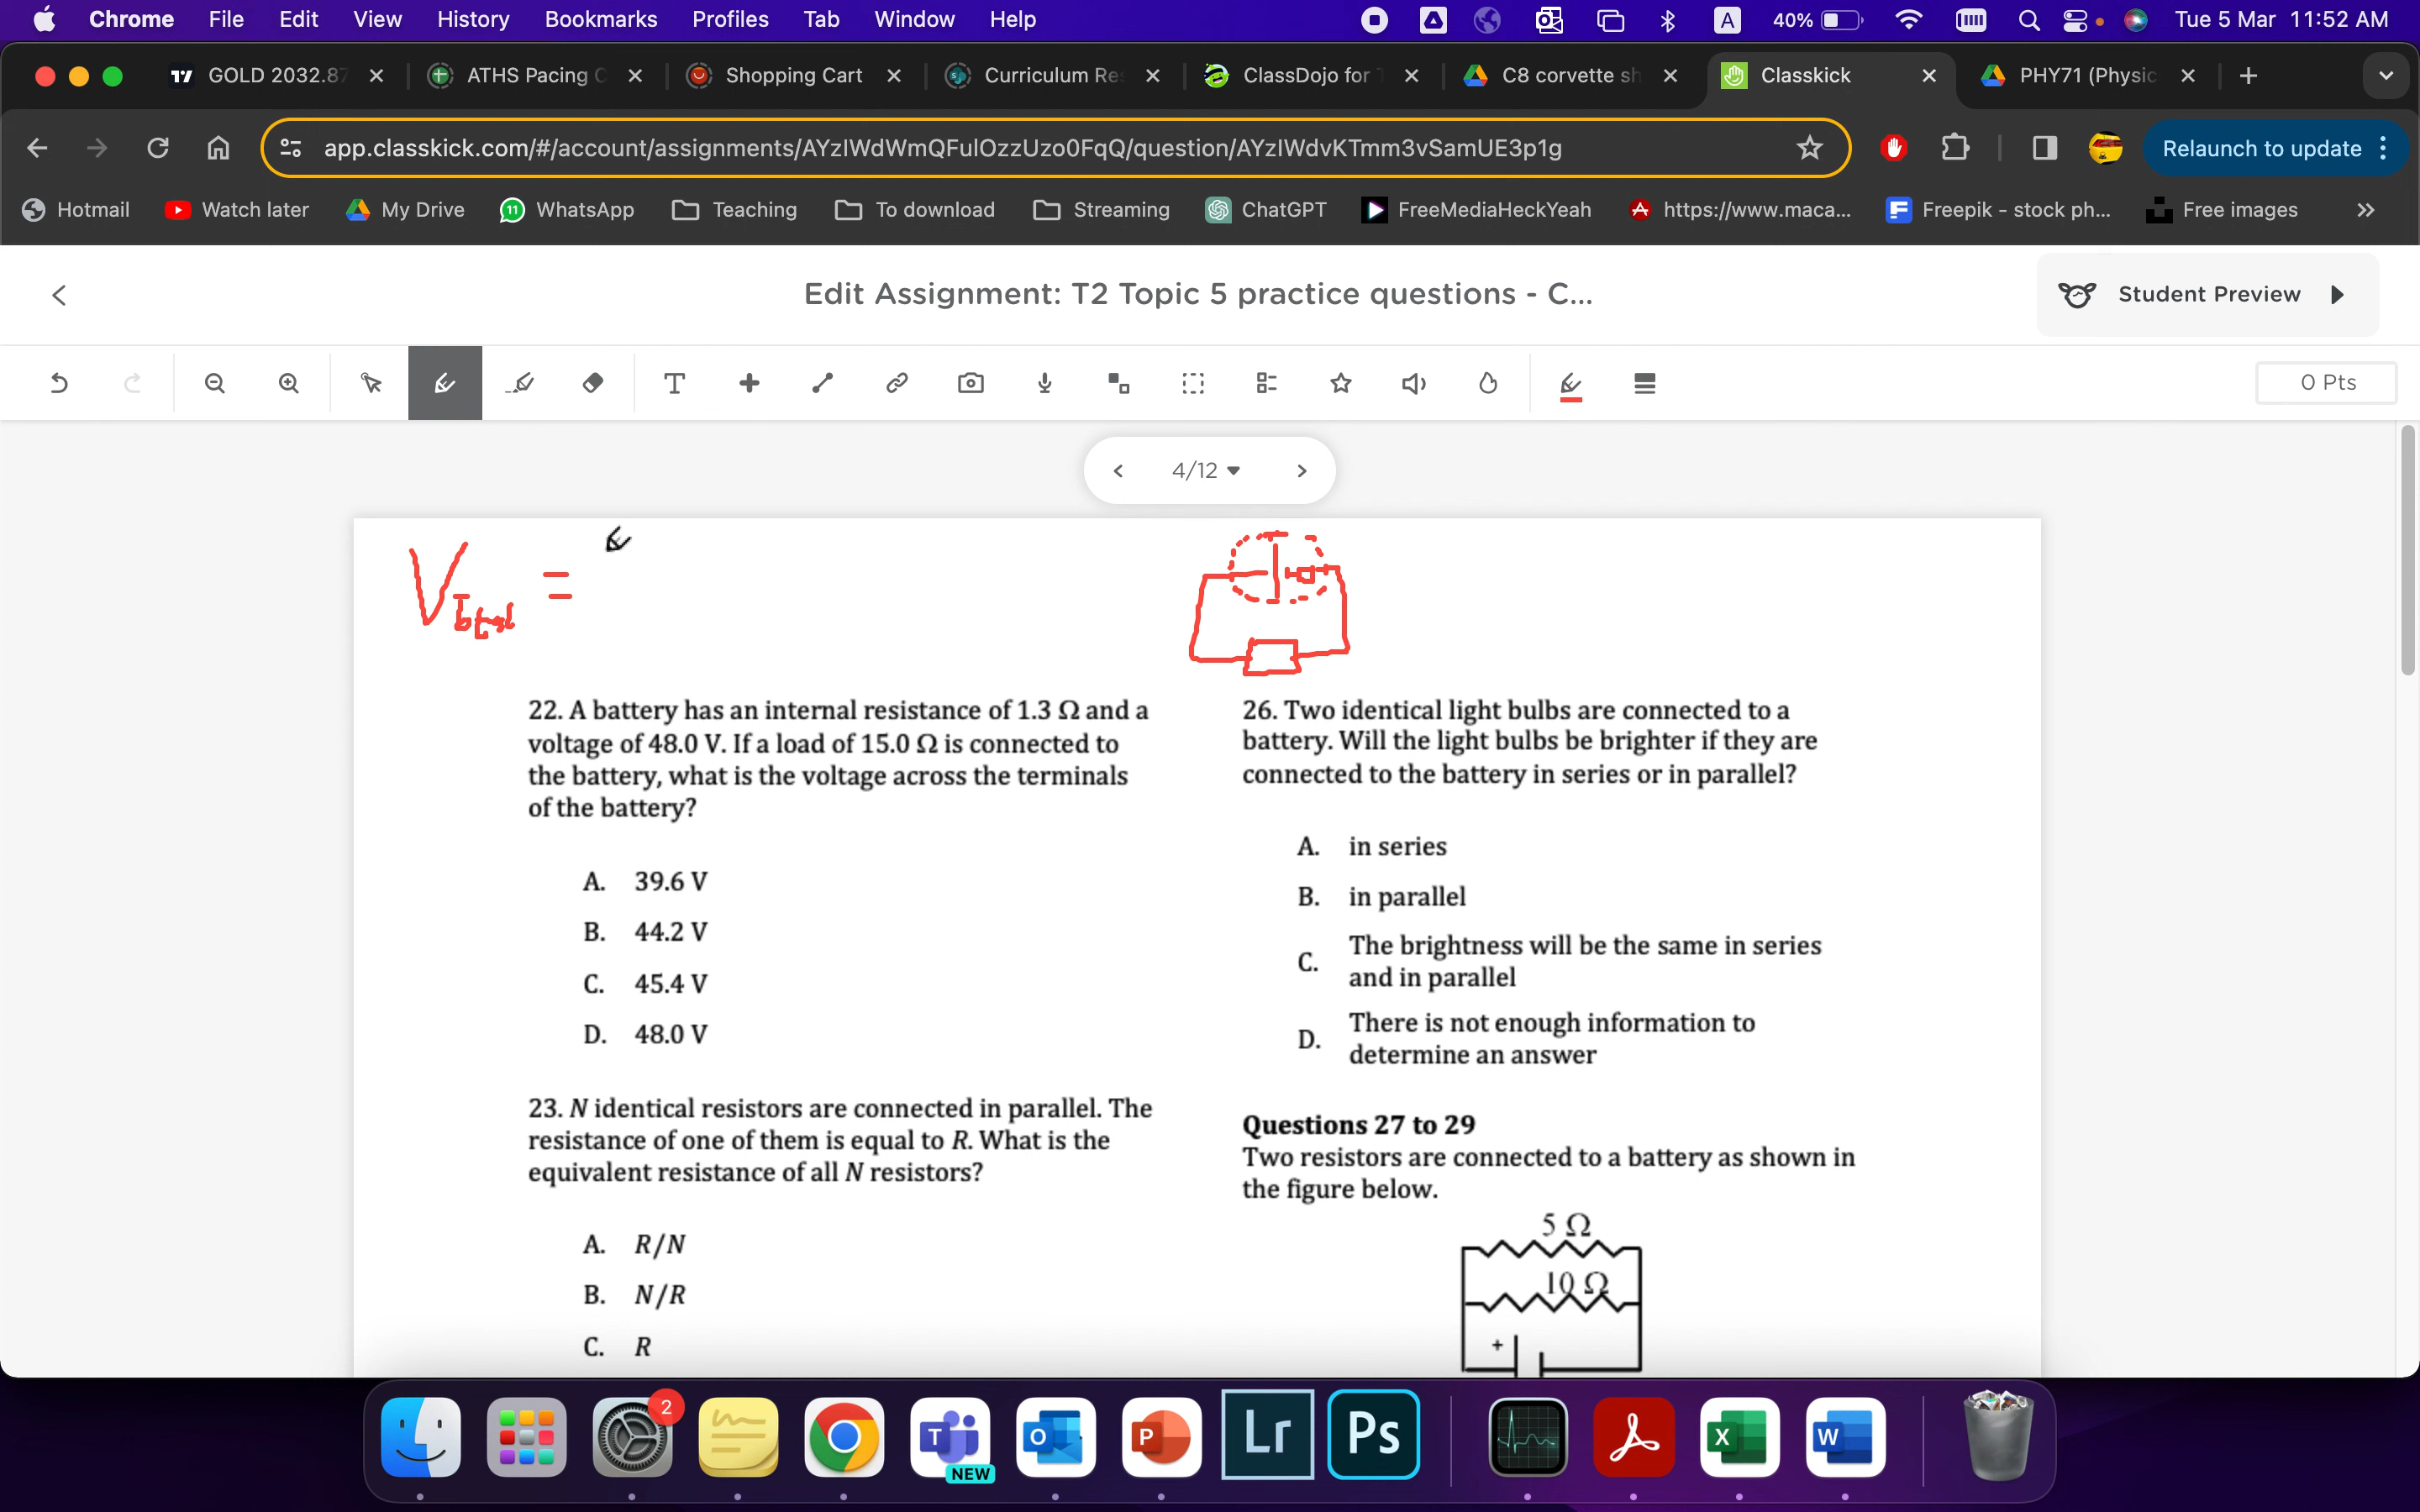 Chrome File Edit View History Bookmarks Profiles Tab Window Help A 40% Tue 5 Mar 11:52 AM
GOLD 2032.87 ATHS Pacing C Shopping Cart Curriculum Res ClassDojo for T C8 corvette sh Classkick PHY71 (Physic
app.classkick.com/#/account/assignments/AYzIWdWmQFulOzzUzo0FqQ/question/AYzIWdvKTmm3vSamUE3p1g Relaunch to update
Hotmail Watch later 11 WhatsApp My Drive Teaching To download Streaming ChatGPT FreeMediaHeckYeah https://www.maca... Freepik - stock ph... Free images
Edit Assignment: T2 Topic 5 practice questions - C...
Student Preview
T
0 Pts
4/12
V =
22. A battery has an internal resistance of 1.3 Ω and a
voltage of 48.0 V. If a load of 15.0 Ω is connected to
the battery, what is the voltage across the terminals
of the battery?
A. 39.6 V
B. 44.2 V
C. 45.4 V
D. 48.0 V
23. N identical resistors are connected in parallel. The
resistance of one of them is equal to R. What is the
equivalent resistance of all N resistors?
A. R/N
B. N/R
C. R
26. Two identical light bulbs are connected to a
battery. Will the light bulbs be brighter if they are
connected to the battery in series or in parallel?
A. in series
B. in parallel
C. The brightness will be the same in series
and in parallel
D. There is not enough information to
determine an answer
Questions 27 to 29
Two resistors are connected to a battery as shown in
the figure below.
5 Ω
10 Ω
+
2
T
NEW
O
P
Lr
Ps
X
W